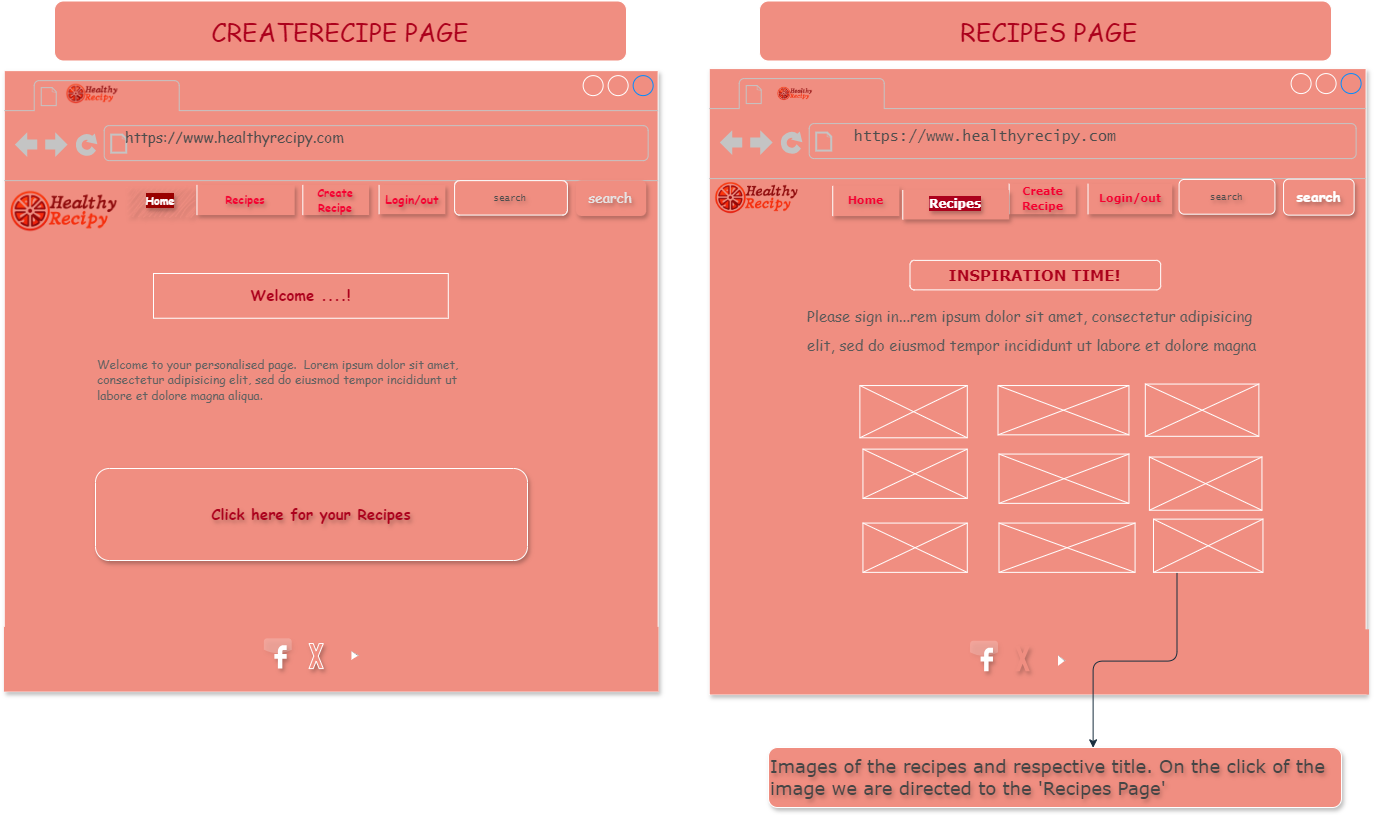 CREATERECIPE PAGE
Healthy
Recipy
https://www.healthyrecipy.com
Healthy
Recipy
Home
Recipes
Create
Recipe
Login/out
search
search
Welcome ....!
Welcome to your personalised page. Lorem ipsum dolor sit amet,
consectetur adipisicing elit, sed do eiusmod tempor incididunt ut
labore et dolore magna aliqua.
Click here for your Recipes
f
X
RECIPES PAGE
Healthy
Recipy
https://www.healthyrecipy.com
Healthy
Recipy
Home
Recipes
Create
Recipe
Login/out
search
search
INSPIRATION TIME!
Please sign in...rem ipsum dolor sit amet, consectetur adipisicing
elit, sed do eiusmod tempor incididunt ut labore et dolore magna
f
X
Images of the recipes and respective title. On the click of the
image we are directed to the 'Recipes Page'